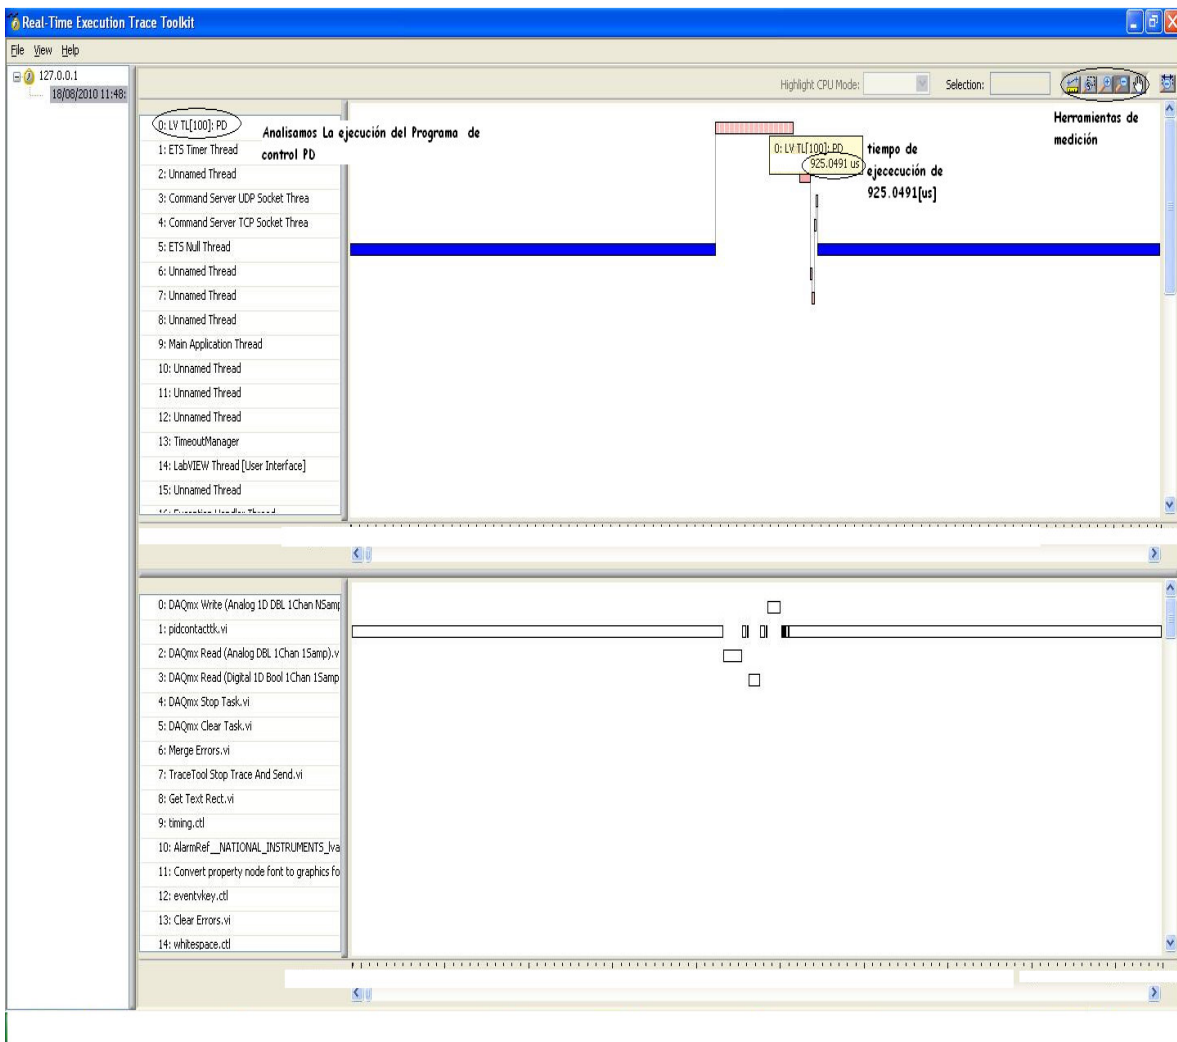 Real-Time Execution Trace Toolkit
File View Help
127.0.0.1
18/08/2010 11:48:
Highlight CPU Mode:
Selection:
Herramientas de
medición
0: LV TL[100]: PD
Analisamos La ejecución del Programa de
control PD
1: ETS Timer Thread
2: Unnamed Thread
3: Command Server UDP Socket Threa
4: Command Server TCP Socket Threa
5: ETS Null Thread
6: Unnamed Thread
7: Unnamed Thread
8: Unnamed Thread
9: Main Application Thread
10: Unnamed Thread
11: Unnamed Thread
12: Unnamed Thread
13: TimeoutManager
14: LabVIEW Thread [User Interface]
15: Unnamed Thread
0: LV TL[100]: PD
925.0491 us
tiempo de
ejececución de
925.0491[us]
0: DAQmx Write (Analog 1D DBL 1Chan NSamp
1: pidcontacttk.vi
2: DAQmx Read (Analog DBL 1Chan 1Samp).v
3: DAQmx Read (Digital 1D Bool 1Chan 1Samp
4: DAQmx Stop Task.vi
5: DAQmx Clear Task.vi
6: Merge Errors.vi
7: TraceTool Stop Trace And Send.vi
8: Get Text Rect.vi
9: timing.ctl
10: AlarmRef__NATIONAL_INSTRUMENTS_lva
11: Convert property node font to graphics fo
12: eventvkey.ctl
13: Clear Errors.vi
14: whitespace.ctl